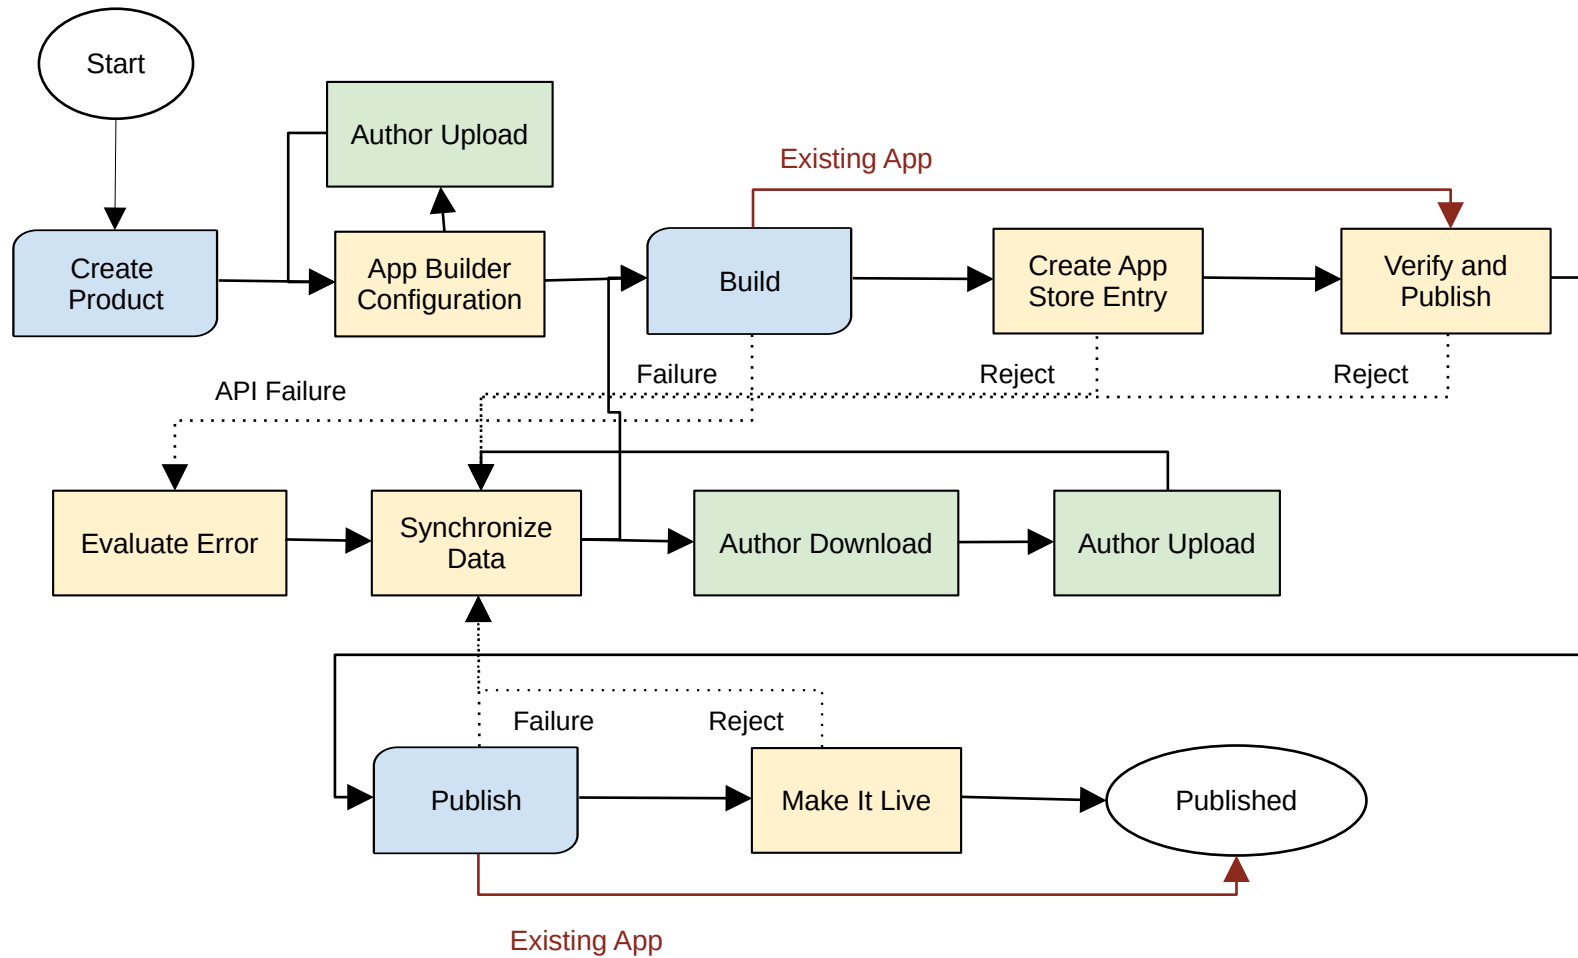 Start
Author Upload
Existing App
Create
Product
App Builder
Configuration
Build
Create App
Store Entry
Verify and
Publish
API Failure
Failure
Reject
Reject
Evaluate Error
Synchronize
Data
Author Download
Author Upload
Failure
Reject
Publish
Make It Live
Published
Existing App